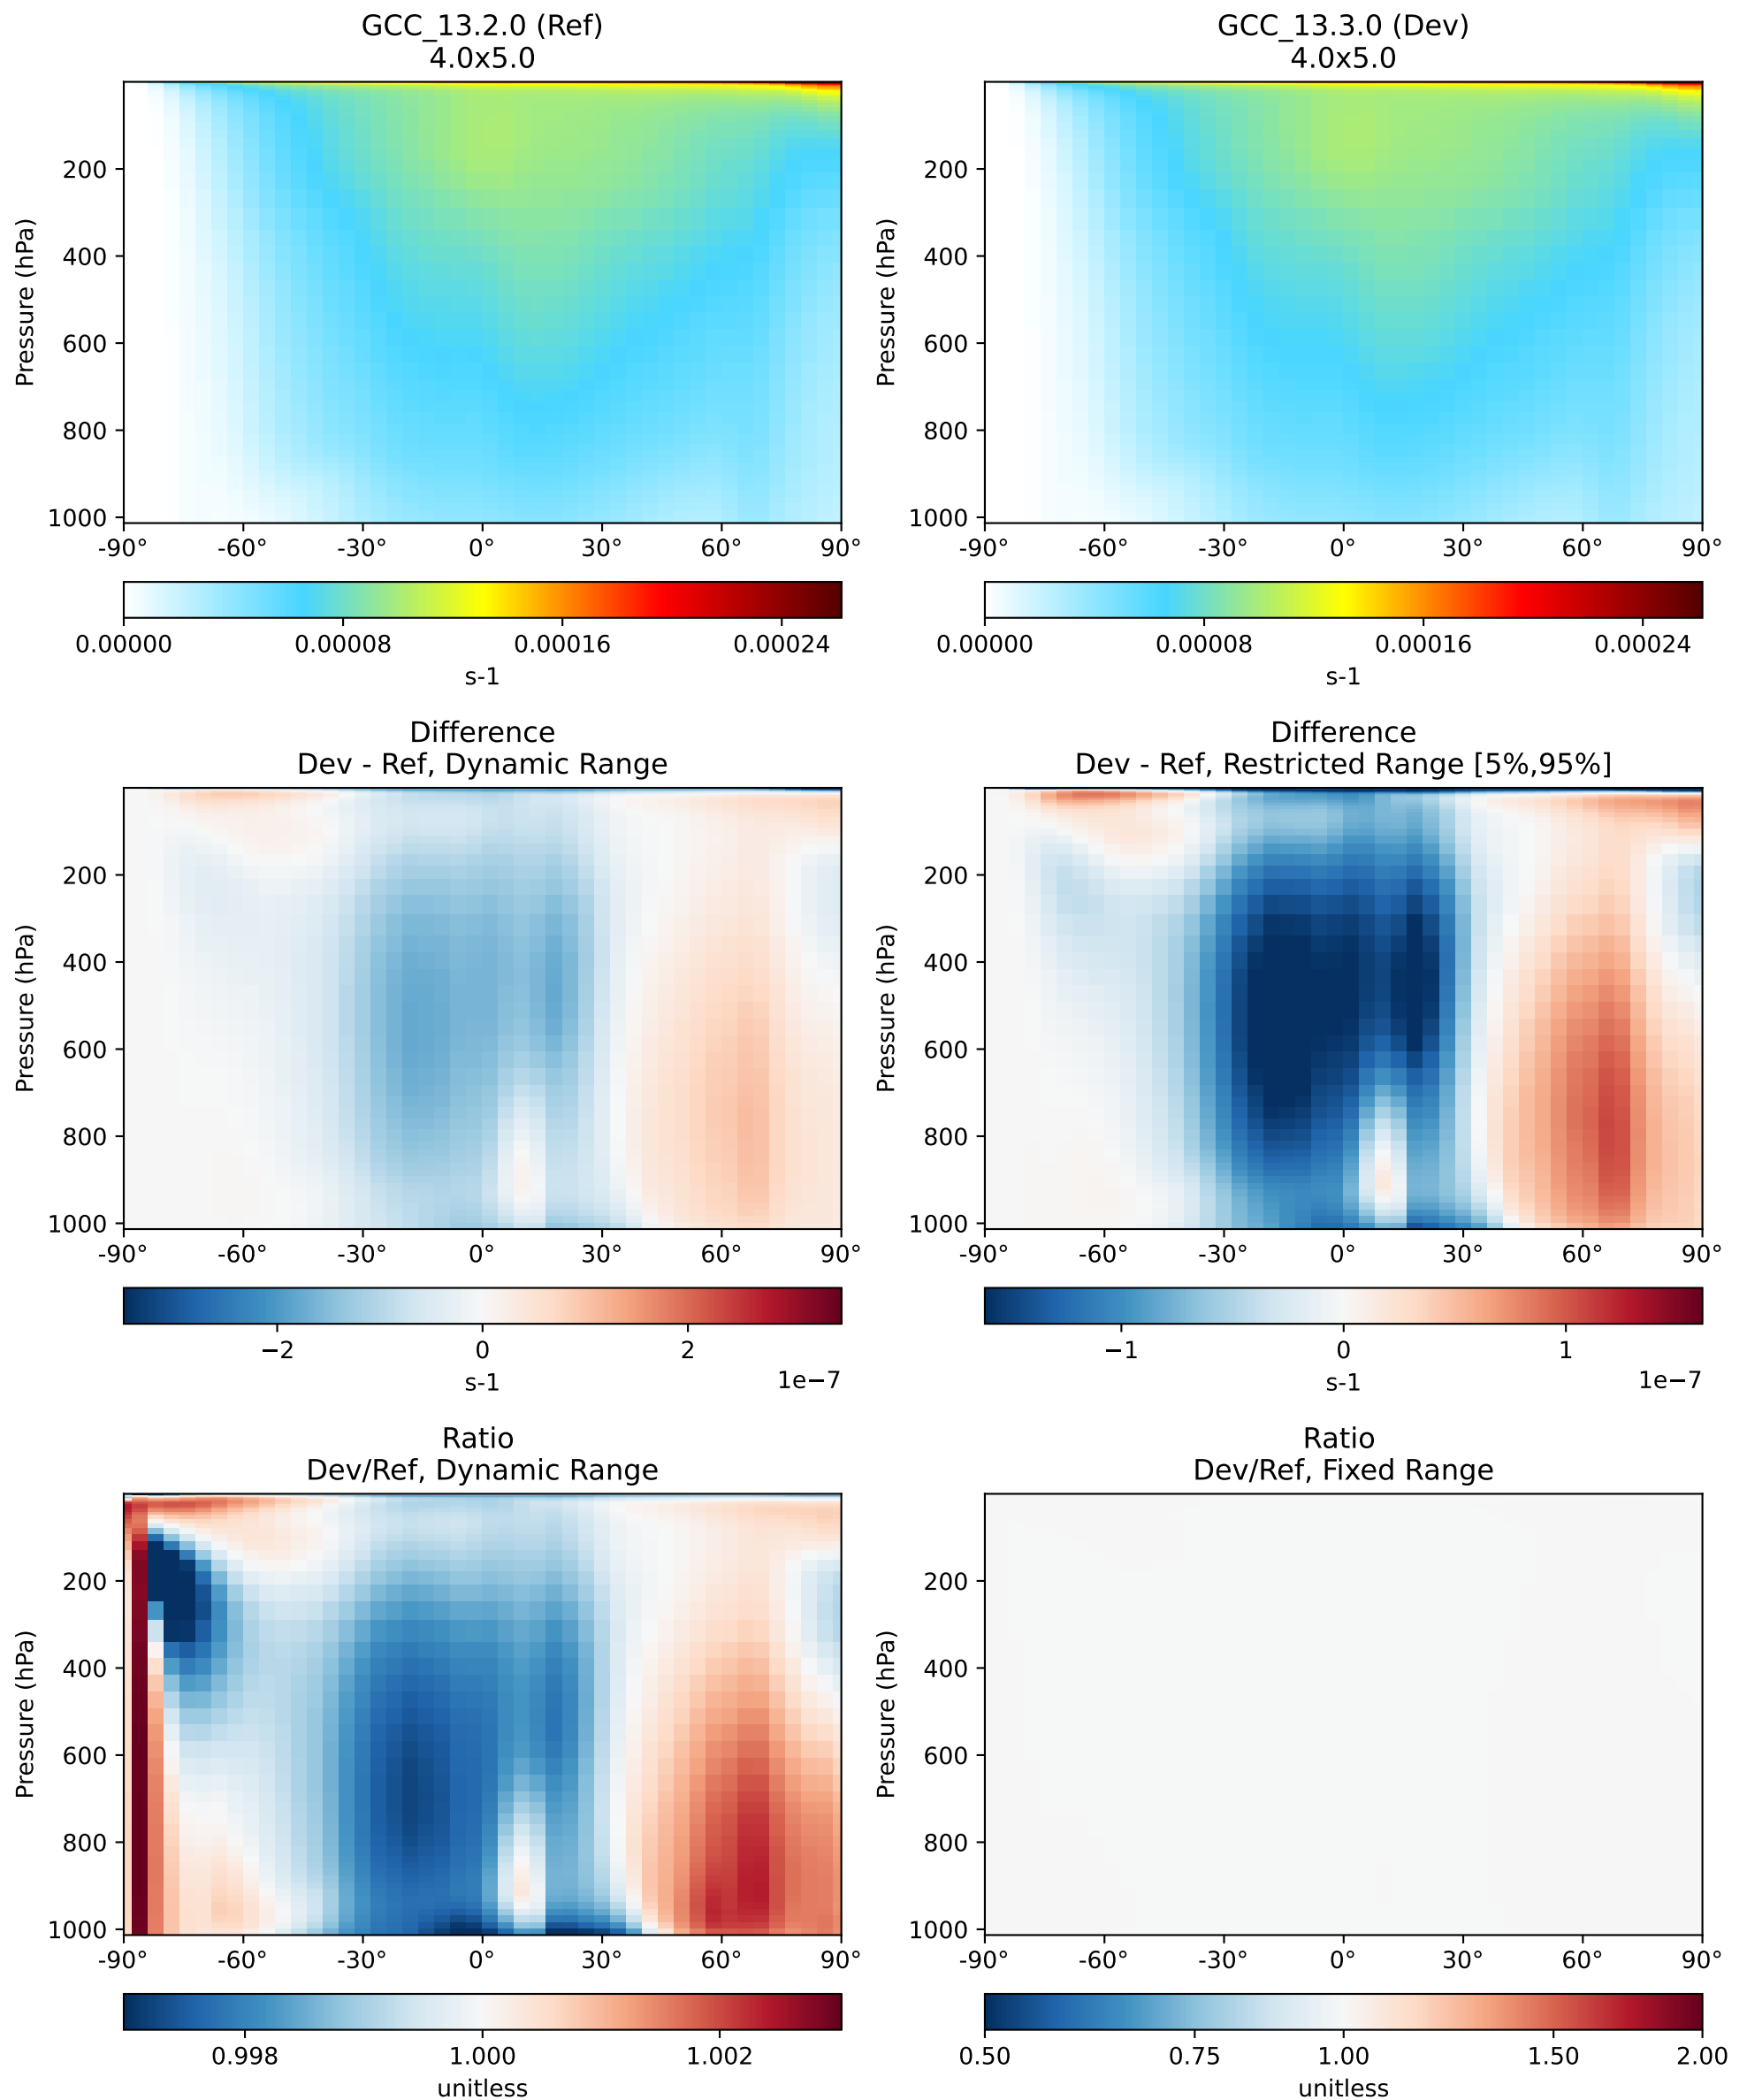 GCC_13.2.0 (Ref)
4.0x5.0
Pressure (hPa)
200
400
600
800
1000
-90° -60° -30° 0° 30° 60° 90°
0.00000 0.00008 0.00016 0.00024
s-1
GCC_13.3.0 (Dev)
4.0x5.0
Pressure (hPa)
200
400
600
800
1000
-90° -60° -30° 0° 30° 60° 90°
0.00000 0.00008 0.00016 0.00024
s-1
Difference
Dev - Ref, Dynamic Range
Pressure (hPa)
200
400
600
800
1000
-90° -60° -30° 0° 30° 60° 90°
−2 0 2
1e−7
s-1
Difference
Dev - Ref, Restricted Range [5%,95%]
Pressure (hPa)
200
400
600
800
1000
-90° -60° -30° 0° 30° 60° 90°
−1 0 1
1e−7
s-1
Ratio
Dev/Ref, Dynamic Range
Pressure (hPa)
200
400
600
800
1000
-90° -60° -30° 0° 30° 60° 90°
0.998 1.000 1.002
unitless
Ratio
Dev/Ref, Fixed Range
Pressure (hPa)
200
400
600
800
1000
-90° -60° -30° 0° 30° 60° 90°
0.50 0.75 1.00 1.50 2.00
unitless